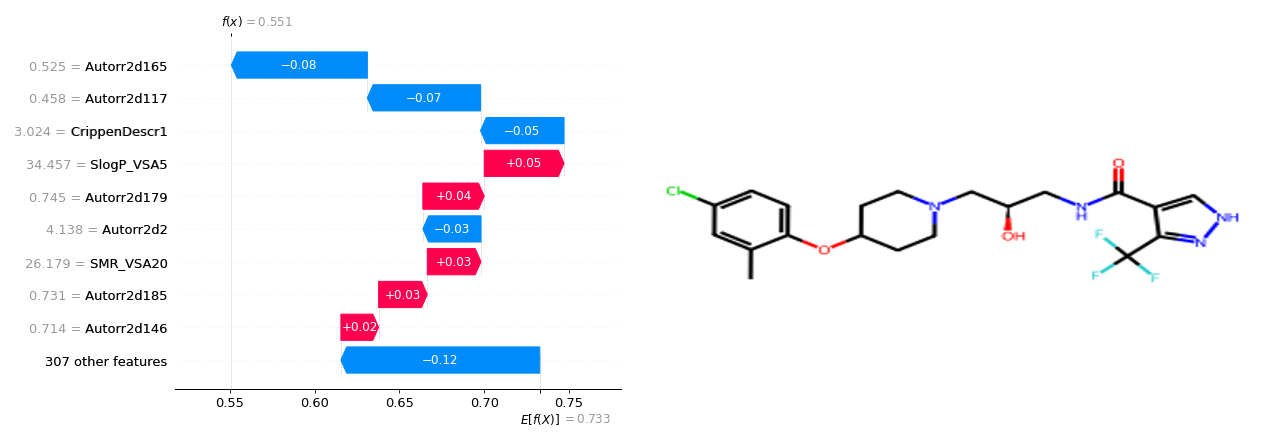 f(x) = 0.551
0.525 = Autorr2d165
−0.08
0.458 = Autorr2d117
−0.07
3.024 = CrippenDescr1
−0.05
34.457 = SlogP_VSA5
+0.05
0.745 = Autorr2d179
+0.04
4.138 = Autorr2d2
−0.03
26.179 = SMR_VSA20
+0.03
0.731 = Autorr2d185
+0.03
0.714 = Autorr2d146
+0.02
307 other features
−0.12
0.55 0.60 0.65 0.70 0.75
E[f(X)] = 0.733
Cl
O
N
OH
N
H
O
NH
N
F
F
F